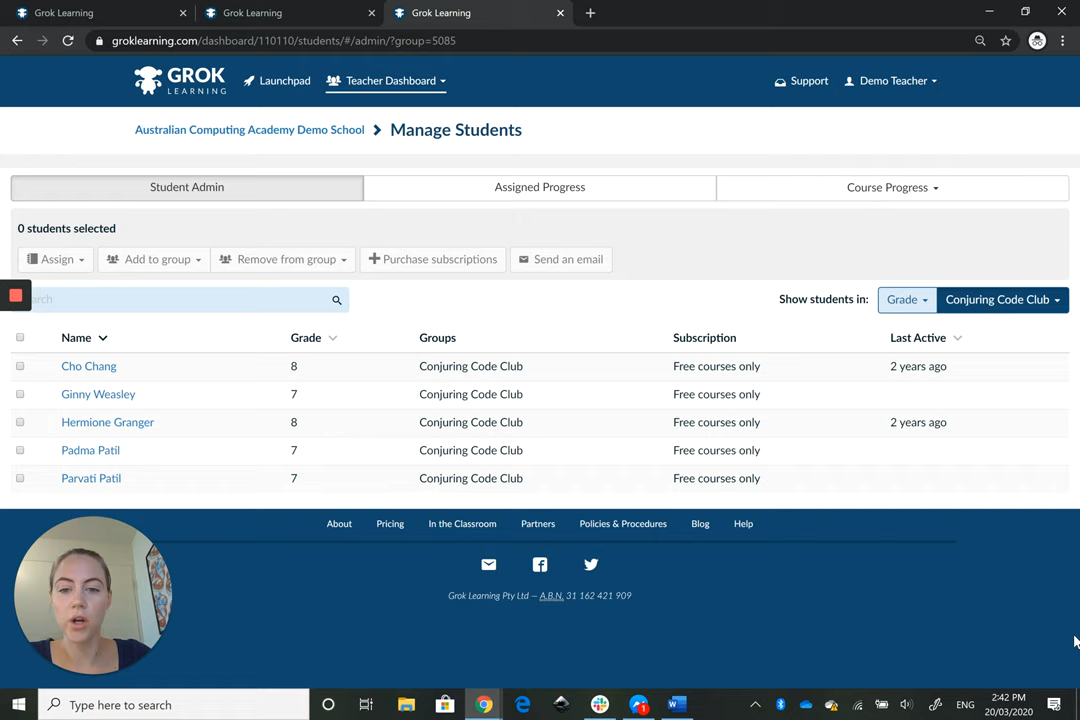 Grok Learning
Grok Learning
Grok Learning
groklearning.com/dashboard/110110/students/#/admin/?group=5085
GROK
LEARNING
Launchpad
Teacher Dashboard
Support
Demo Teacher
Australian Computing Academy Demo School
Manage Students
Student Admin
Assigned Progress
Course Progress
0 students selected
Assign
Add to group
Remove from group
Purchase subscriptions
Send an email
arch
Show students in:
Grade
Conjuring Code Club
Name
Grade
Groups
Subscription
Last Active
Cho Chang
8
Conjuring Code Club
Free courses only
2 years ago
Ginny Weasley
7
Conjuring Code Club
Free courses only
Hermione Granger
8
Conjuring Code Club
Free courses only
2 years ago
Padma Patil
7
Conjuring Code Club
Free courses only
Parvati Patil
7
Conjuring Code Club
Free courses only
About
Pricing
In the Classroom
Partners
Policies & Procedures
Blog
Help
Grok Learning Pty Ltd – A.B.N. 31 162 421 909
Type here to search
1
ENG
2:42 PM
20/03/2020